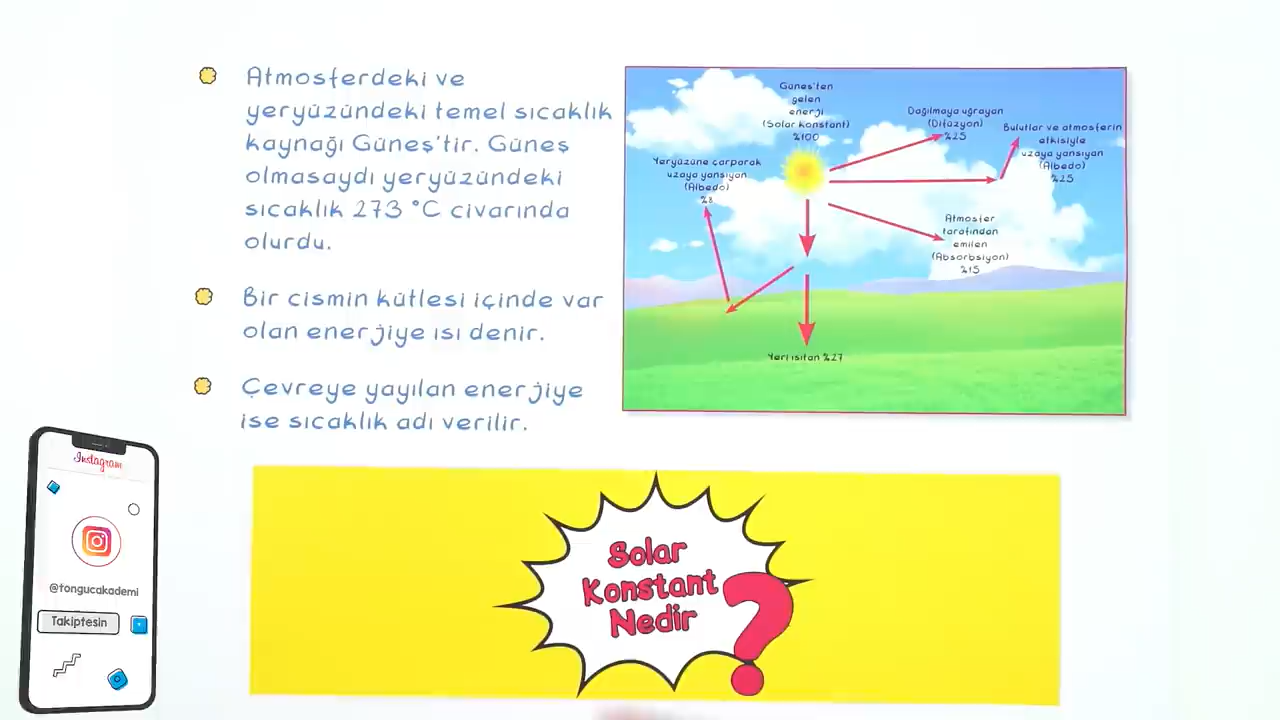 Atmosferdeki ve
yeryüzündeki temel sıcaklık
kaynağı Güneş'tir. Güneş
olmasaydı yeryüzündeki
sıcaklık 273 °C civarında
olurdu.
Bir cismin kütlesi içinde var
olan enerjiye ısı denir.
Çevreye yayılan enerjiye
ise sıcaklık adı verilir.
Güneş'ten
gelen
enerji
(Solar Konstant)
%100
Dağılmaya uğrayan
(Difüzyon)
%25
Bulutlar ve atmosferin
etkisiyle
uzaya yansıyan
(Albedo)
%25
Yeryüzüne çarparak
uzaya yansıyan
(Albedo)
%8
Atmosfer
tarafından
emilen
(Absorbsiyon)
%15
Yeri ısıtan %27
Solar
Konstant
Nedir
?
Instagram
@tongucakademi
Takiptesin